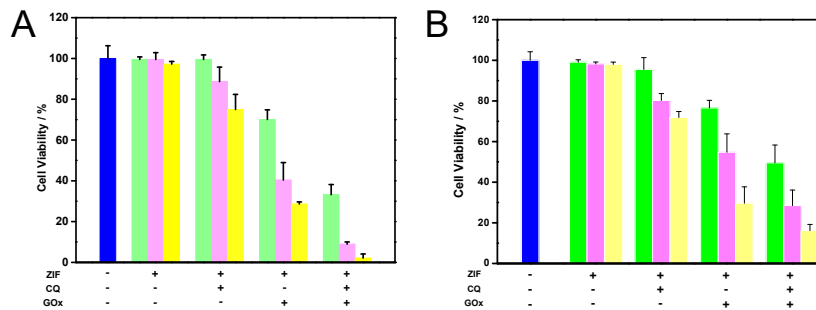 A
Cell Viability / %
120
100
80
60
40
20
0
ZIF - + + + +
CQ - - + - +
GOx - - - + +
B
Cell Viability / %
120
100
80
60
40
20
0
ZIF - + + + +
CQ - - + - +
GOx - - - + +